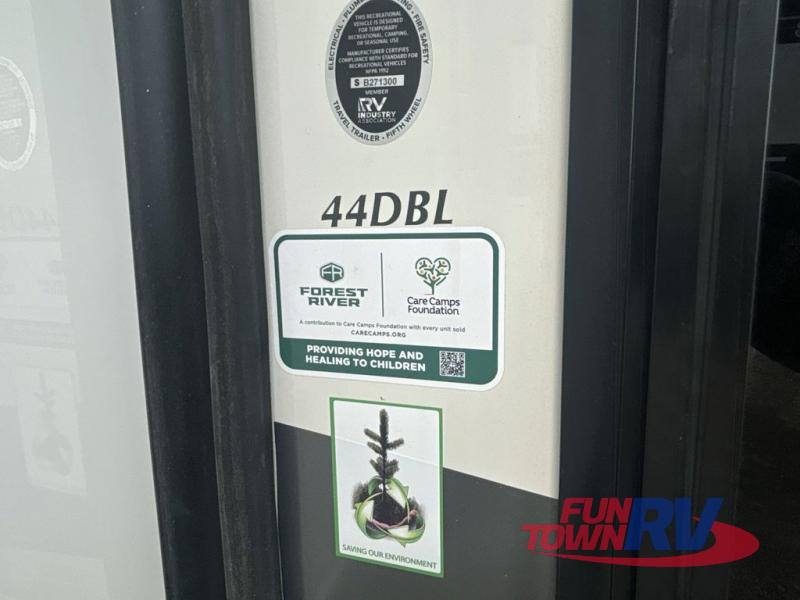 ELECTRICAL • PLUMBING • HEATING • FIRE SAFETY
THIS RECREATIONAL
VEHICLE IS DESIGNED
FOR TEMPORARY
RECREATIONAL, CAMPING,
OR SEASONAL USE
MANUFACTURER CERTIFIES
COMPLIANCE WITH STANDARD FOR
RECREATIONAL VEHICLES
NFPA 1192
S B271300
MEMBER
RV
INDUSTRY
ASSOCIATION
TRAVEL TRAILER • FIFTH WHEEL
44DBL
FOREST
RIVER
Care Camps
Foundation
A contribution to Care Camps Foundation with every unit sold
CARECAMPS.ORG
PROVIDING HOPE AND
HEALING TO CHILDREN
SAVING OUR ENVIRONMENT
FUN
TOWN RV